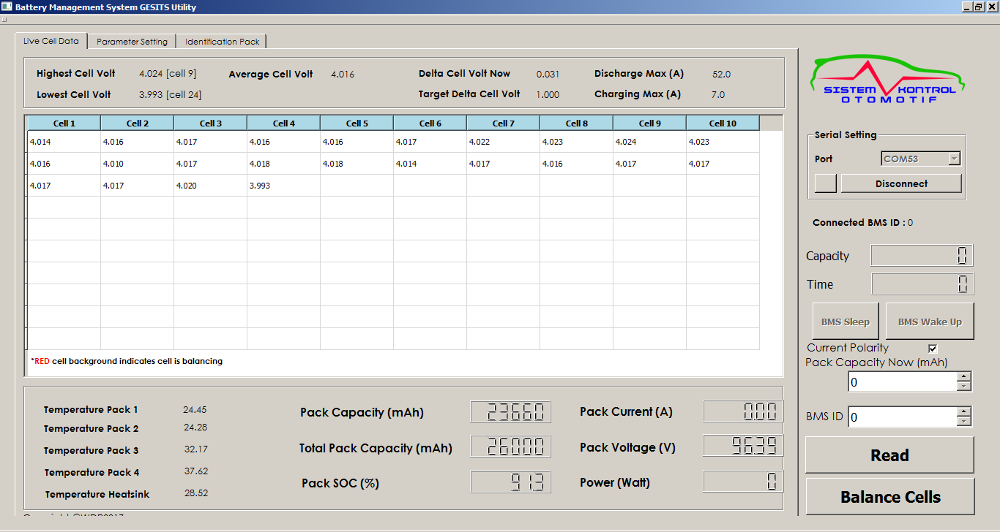 Battery Management System GESITS Utility
Live Cell Data Parameter Setting Identification Pack
Highest Cell Volt 4.024 [cell 9] Average Cell Volt 4.016 Delta Cell Volt Now 0.031 Discharge Max (A) 52.0
Lowest Cell Volt 3.993 [cell 24] Target Delta Cell Volt 1.000 Charging Max (A) 7.0
Cell 1 Cell 2 Cell 3 Cell 4 Cell 5 Cell 6 Cell 7 Cell 8 Cell 9 Cell 10
4.014 4.016 4.017 4.016 4.016 4.017 4.022 4.023 4.024 4.023
4.016 4.010 4.017 4.018 4.018 4.014 4.017 4.016 4.017 4.017
4.017 4.017 4.020 3.993
*RED cell background indicates cell is balancing
Temperature Pack 1 24.45
Temperature Pack 2 24.28
Temperature Pack 3 32.17
Temperature Pack 4 37.62
Temperature Heatsink 28.52
Pack Capacity (mAh) 23660
Total Pack Capacity (mAh) 26000
Pack SOC (%) 913
Pack Current (A) 0.00
Pack Voltage (V) 96.39
Power (Watt) 0
SISTEM KONTROL
OTOMOTIF
Serial Setting
Port COM53
Disconnect
Connected BMS ID : 0
Capacity 0
Time 0
BMS Sleep BMS Wake Up
Current Polarity
Pack Capacity Now (mAh)
0
BMS ID 0
Read
Balance Cells